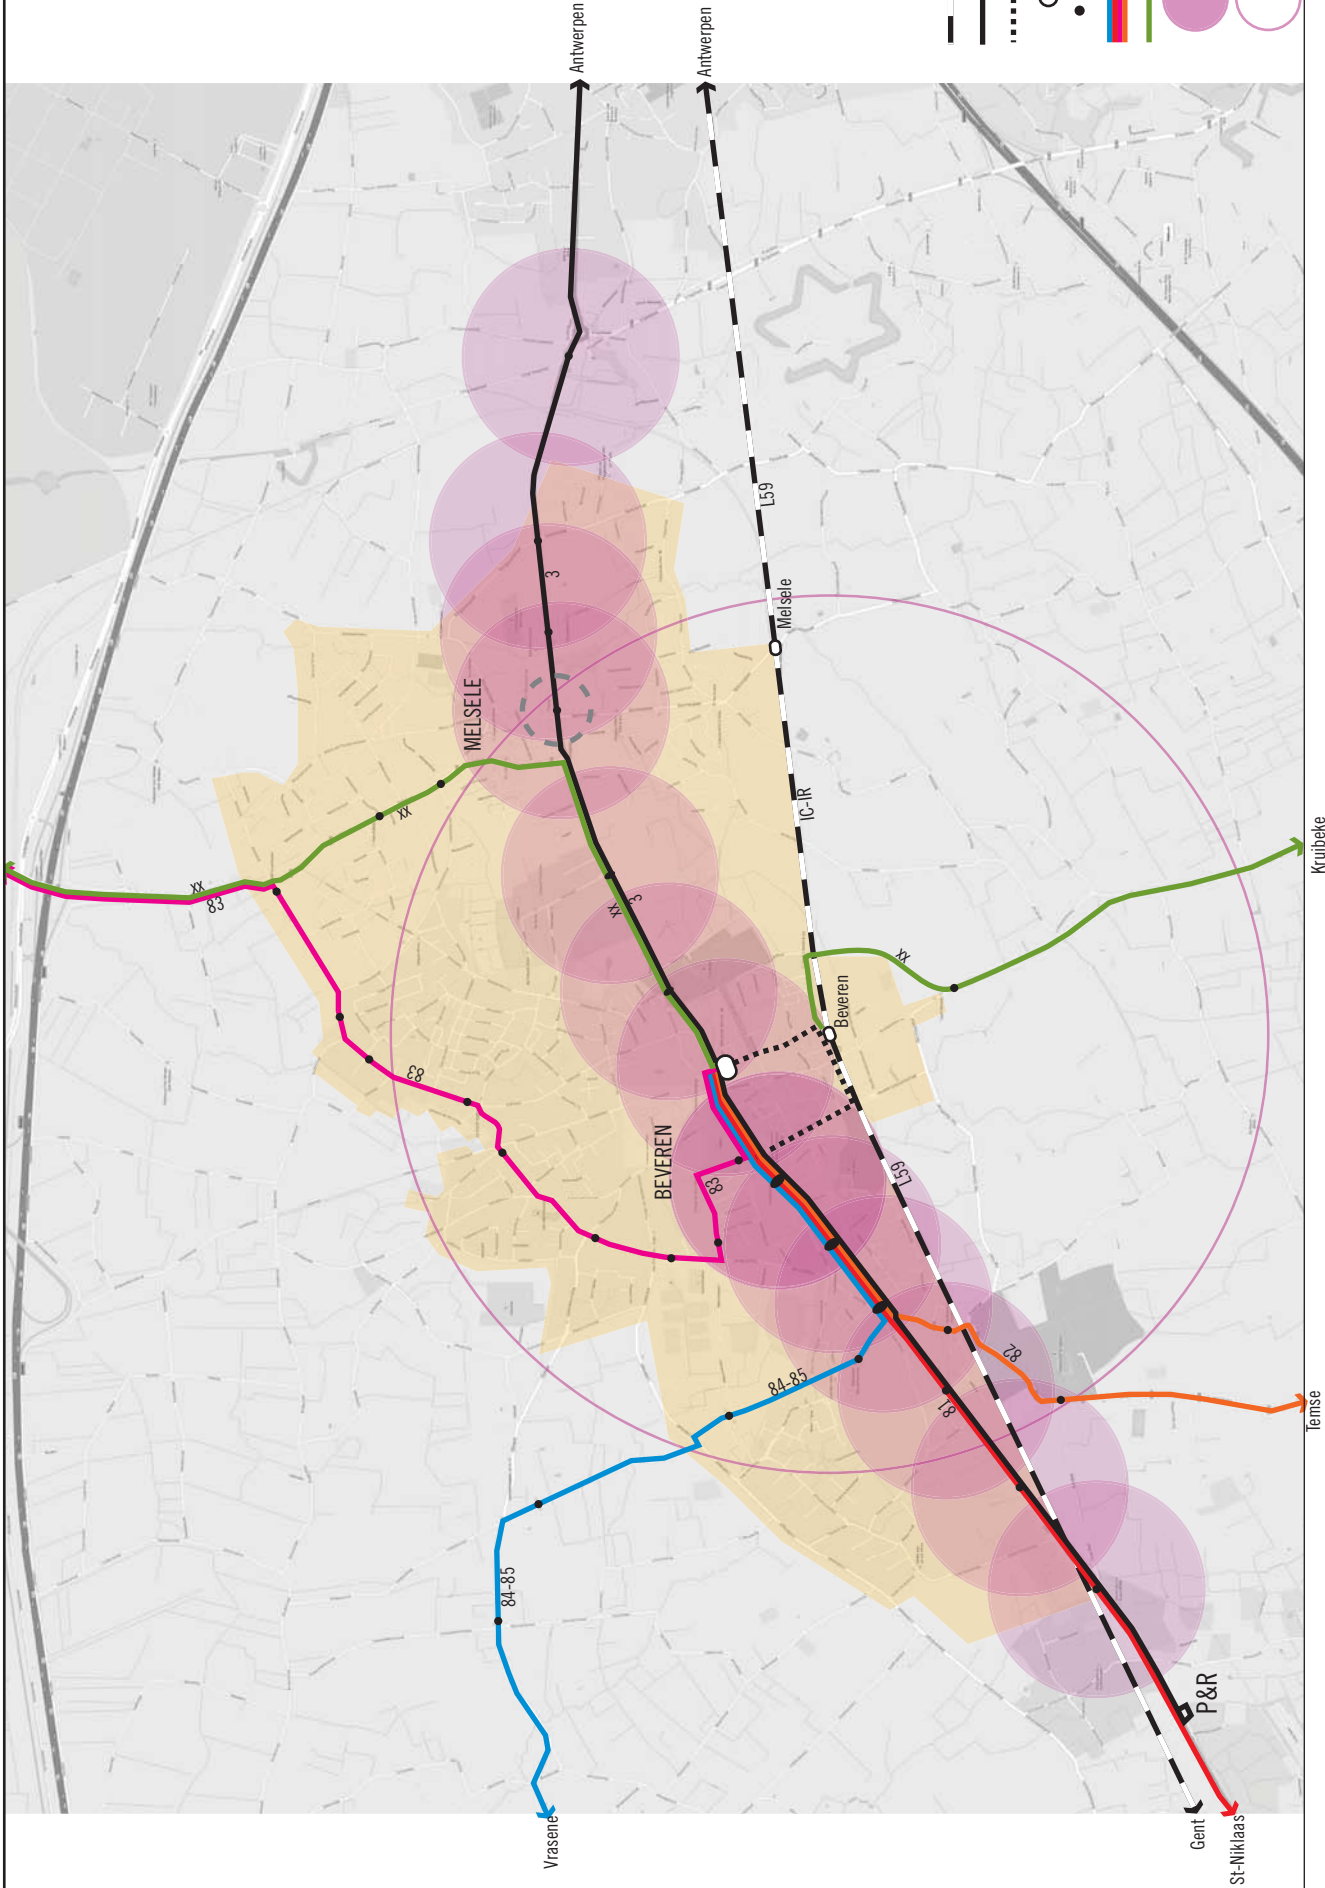 Antwerpen
Antwerpen
L59
3
Melsele
MELSELE
IC-IR
xx
xx
83
xx
3
xx
Kruibeke
Beveren
83
BEVEREN
83
L59
82
81
84-85
84-85
Temse
P&R
Vrasene
Gent
St-Niklaas